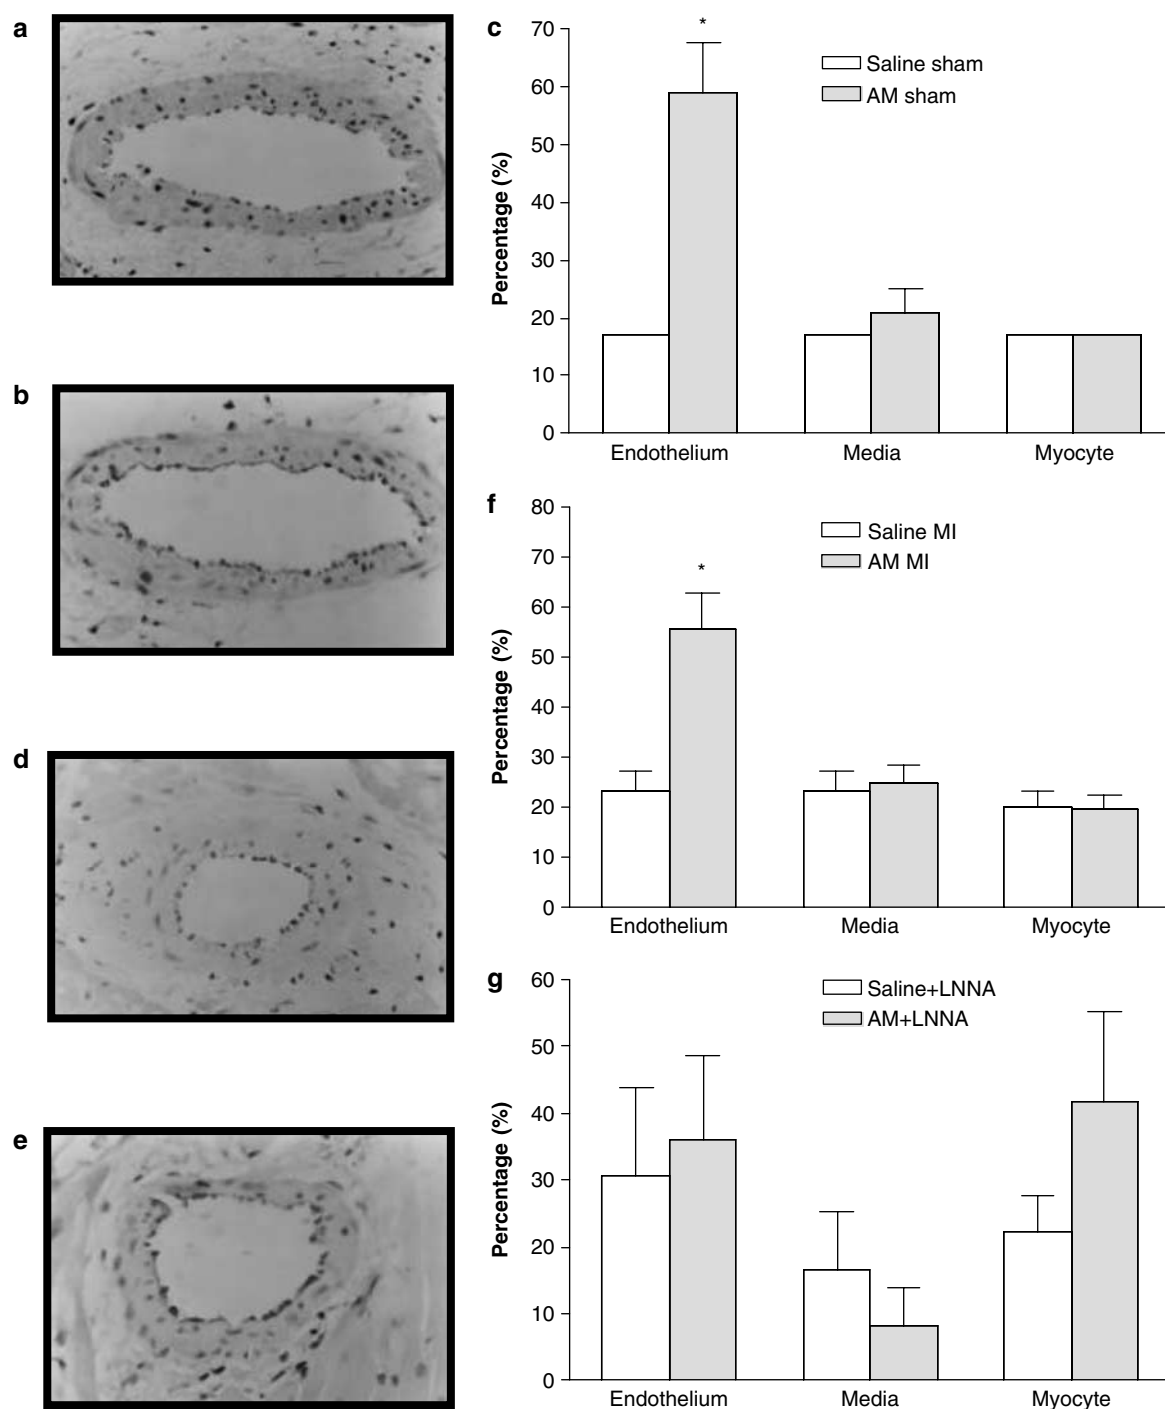 a
b
d
e
c
Percentage (%)
70
60
50
40
30
20
10
0
*
Saline sham
AM sham
Endothelium Media Myocyte
f
Percentage (%)
80
70
60
50
40
30
20
10
0
*
Saline MI
AM MI
Endothelium Media Myocyte
g
Percentage (%)
60
50
40
30
20
10
0
Saline+LNNA
AM+LNNA
Endothelium Media Myocyte